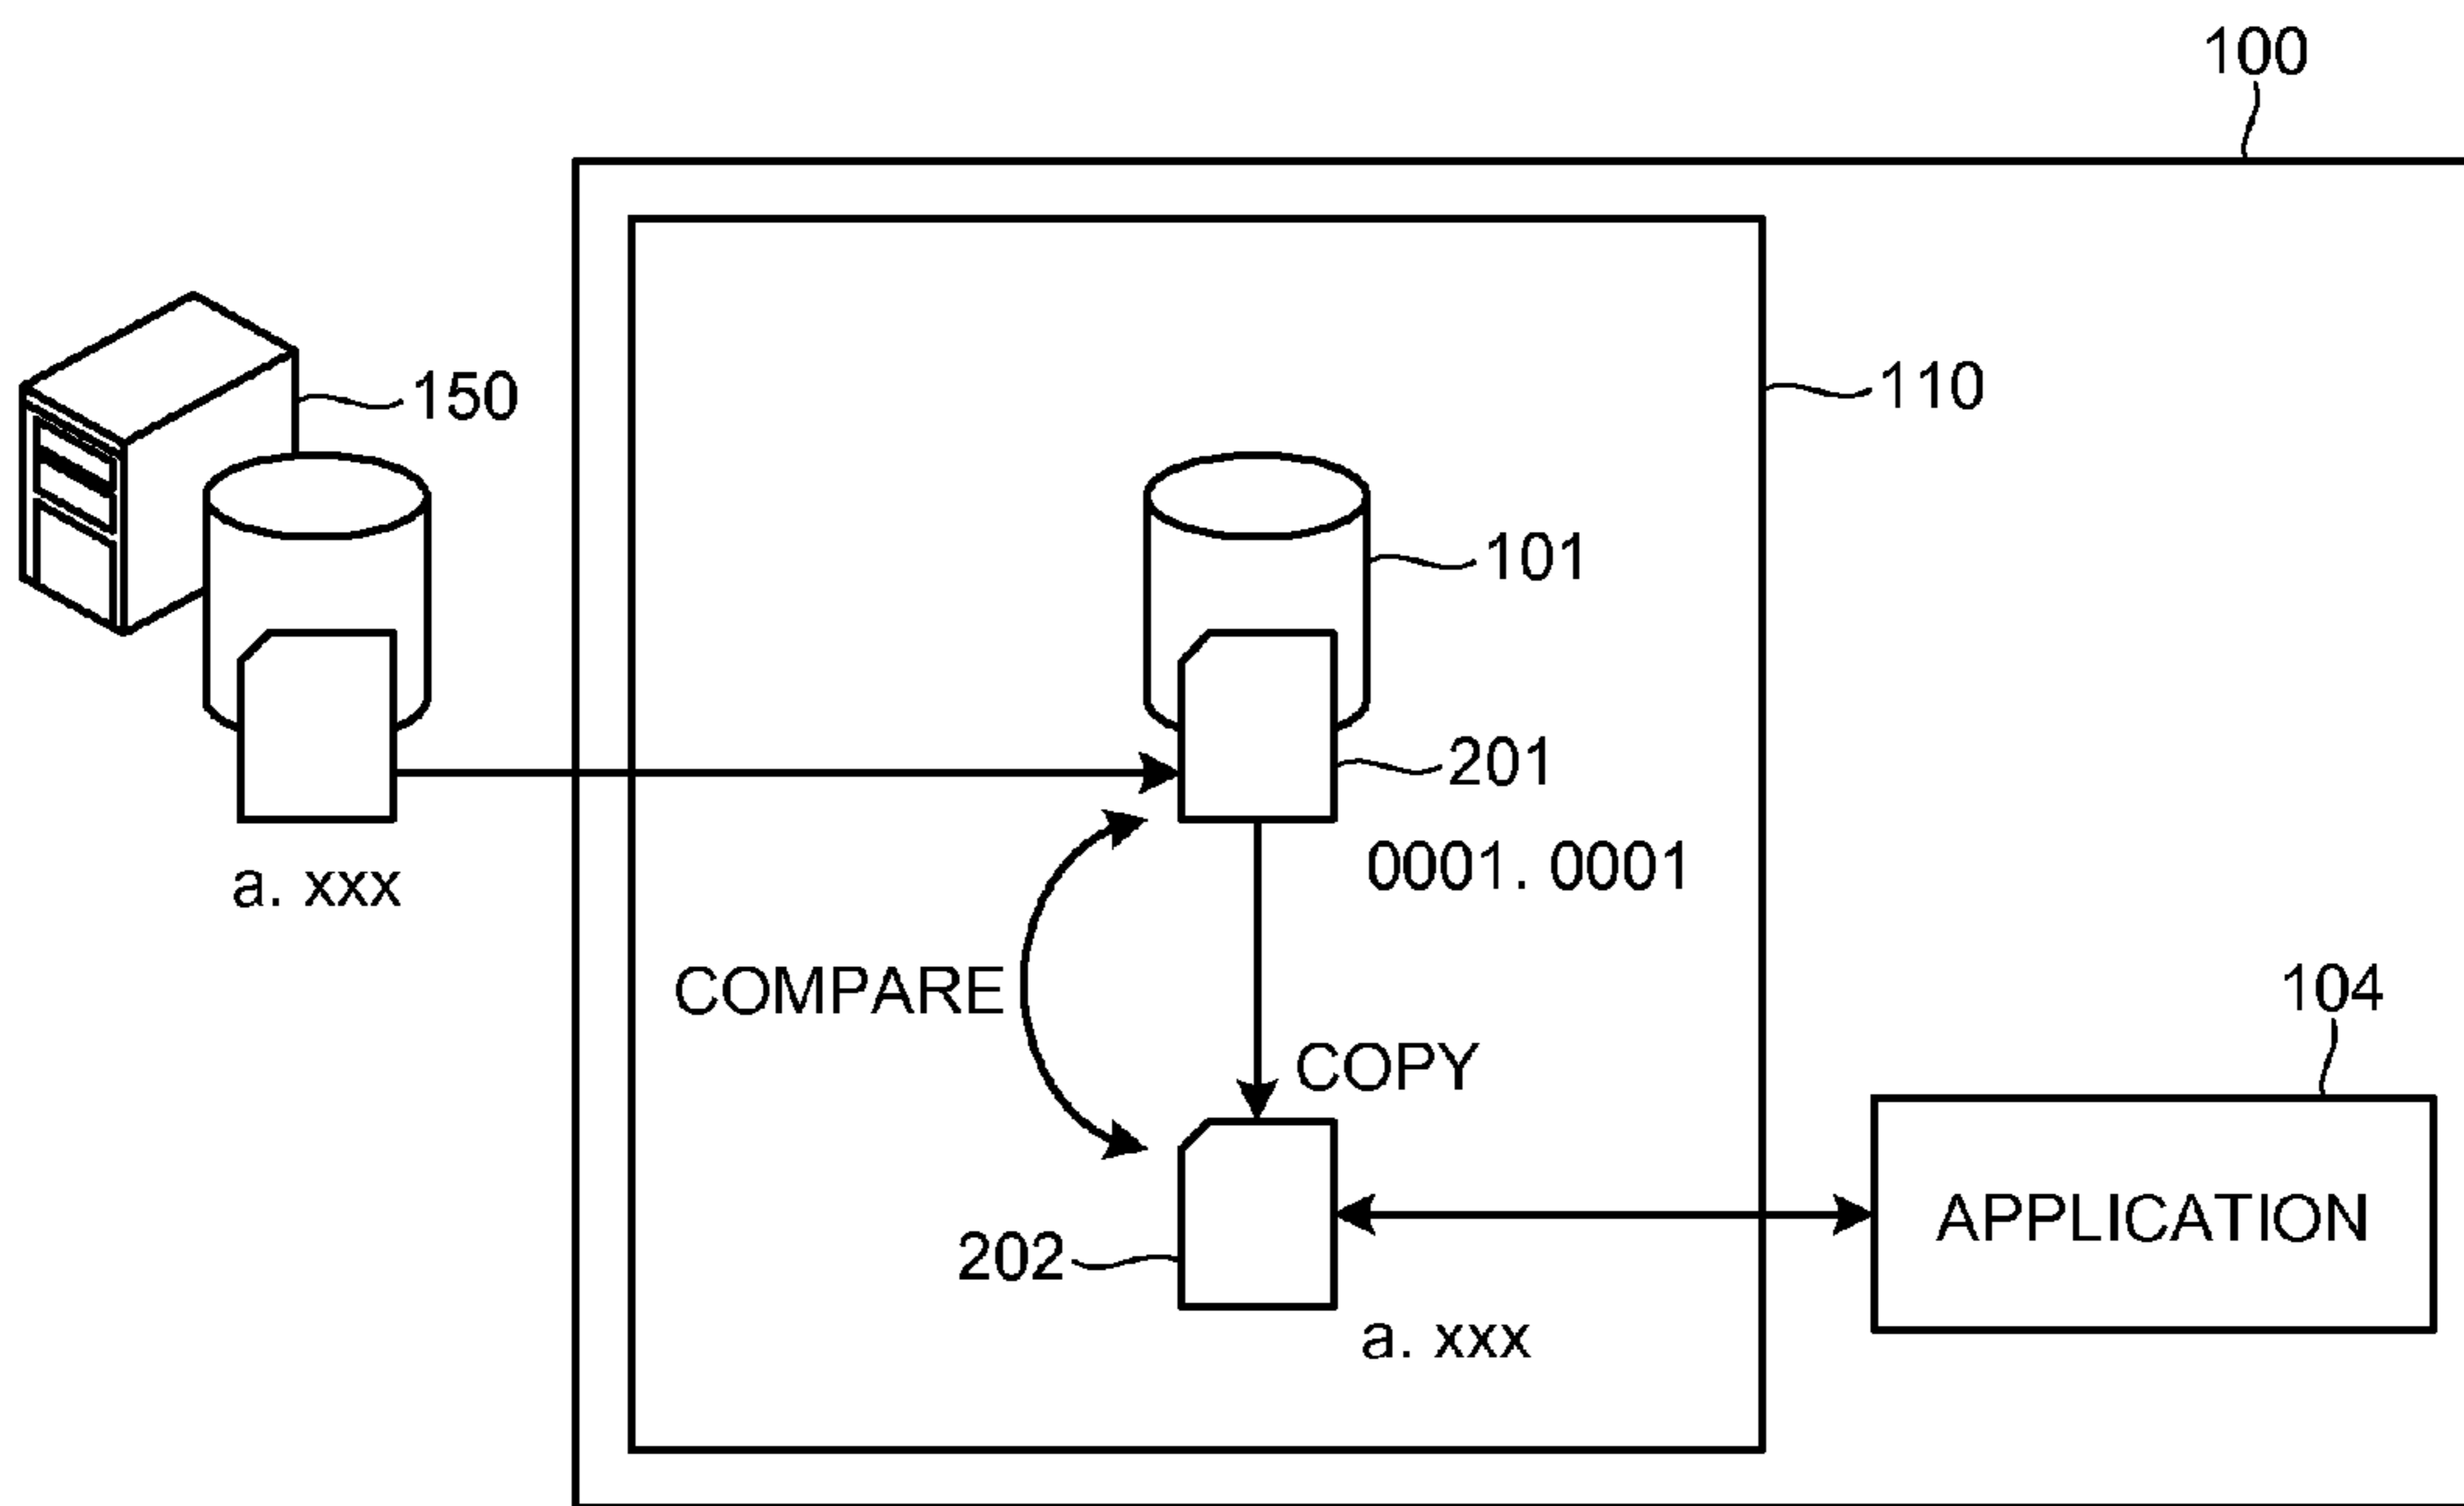 100
150
110
101
201
0001. 0001
a. xxx
COMPARE
104
COPY
APPLICATION
202
a. xxx